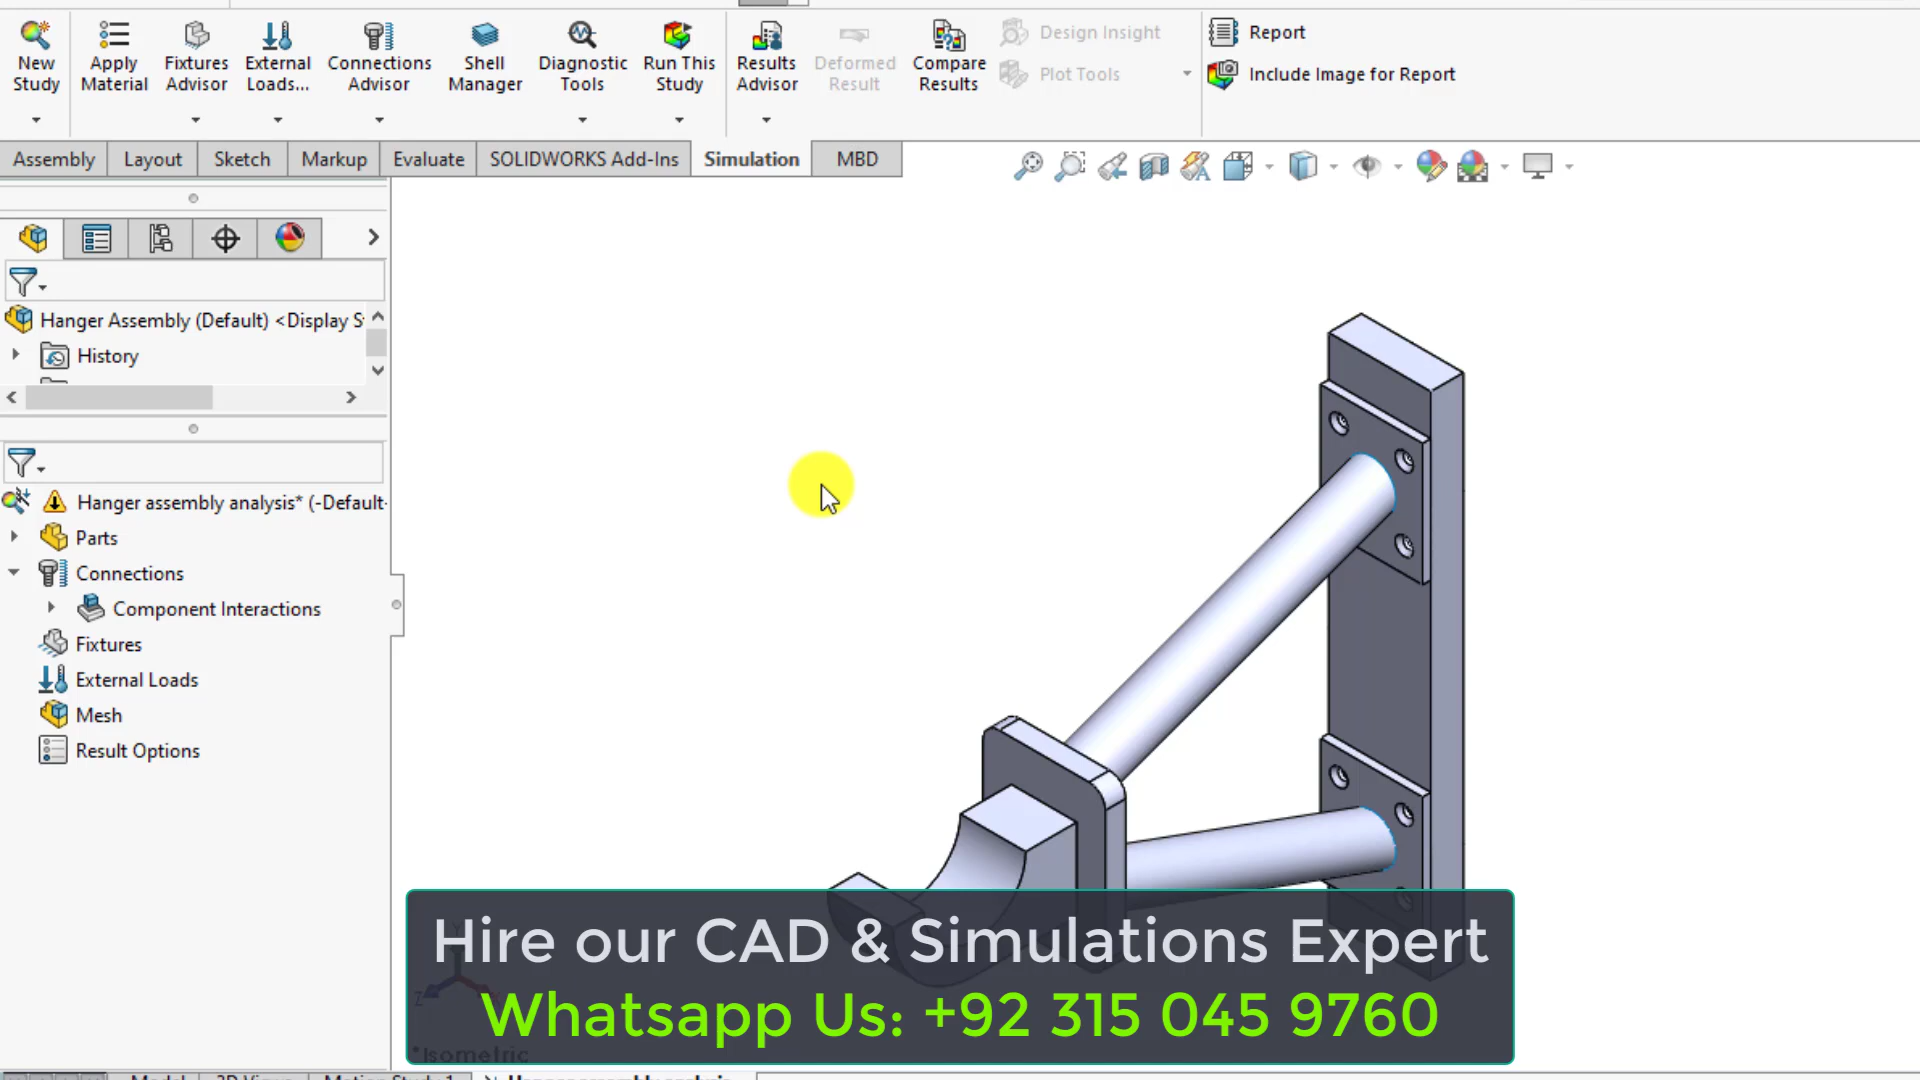 New
Study
Apply
Material
Fixtures
Advisor
External
Loads...
Connections
Advisor
Shell
Manager
Diagnostic
Tools
Run This
Study
Results
Advisor
Deformed
Result
Compare
Results
Design Insight
Plot Tools
Report
Include Image for Report
Assembly
Layout
Sketch
Markup
Evaluate
SOLIDWORKS Add-Ins
Simulation
MBD
Hanger Assembly (Default) <Display S
History
Hanger assembly analysis* (-Default-
Parts
Connections
Component Interactions
Fixtures
External Loads
Mesh
Result Options
Hire our CAD & Simulations Expert
Whatsapp Us: +92 315 045 9760
*Isometric